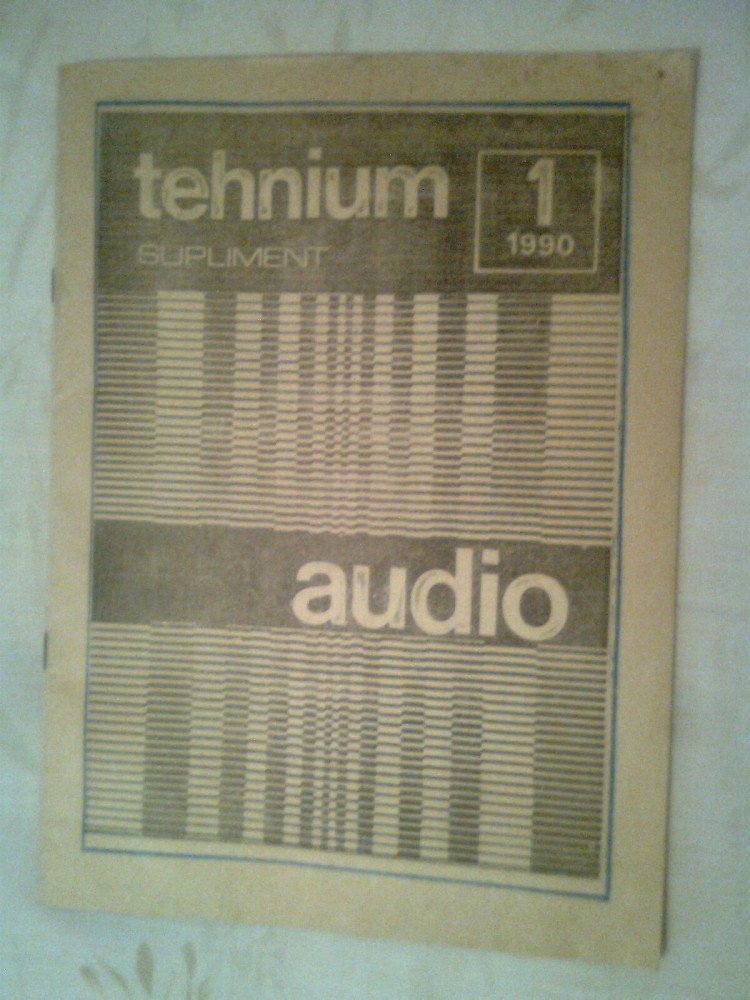 tehnium
1
1990
SUPLIMENT
audio